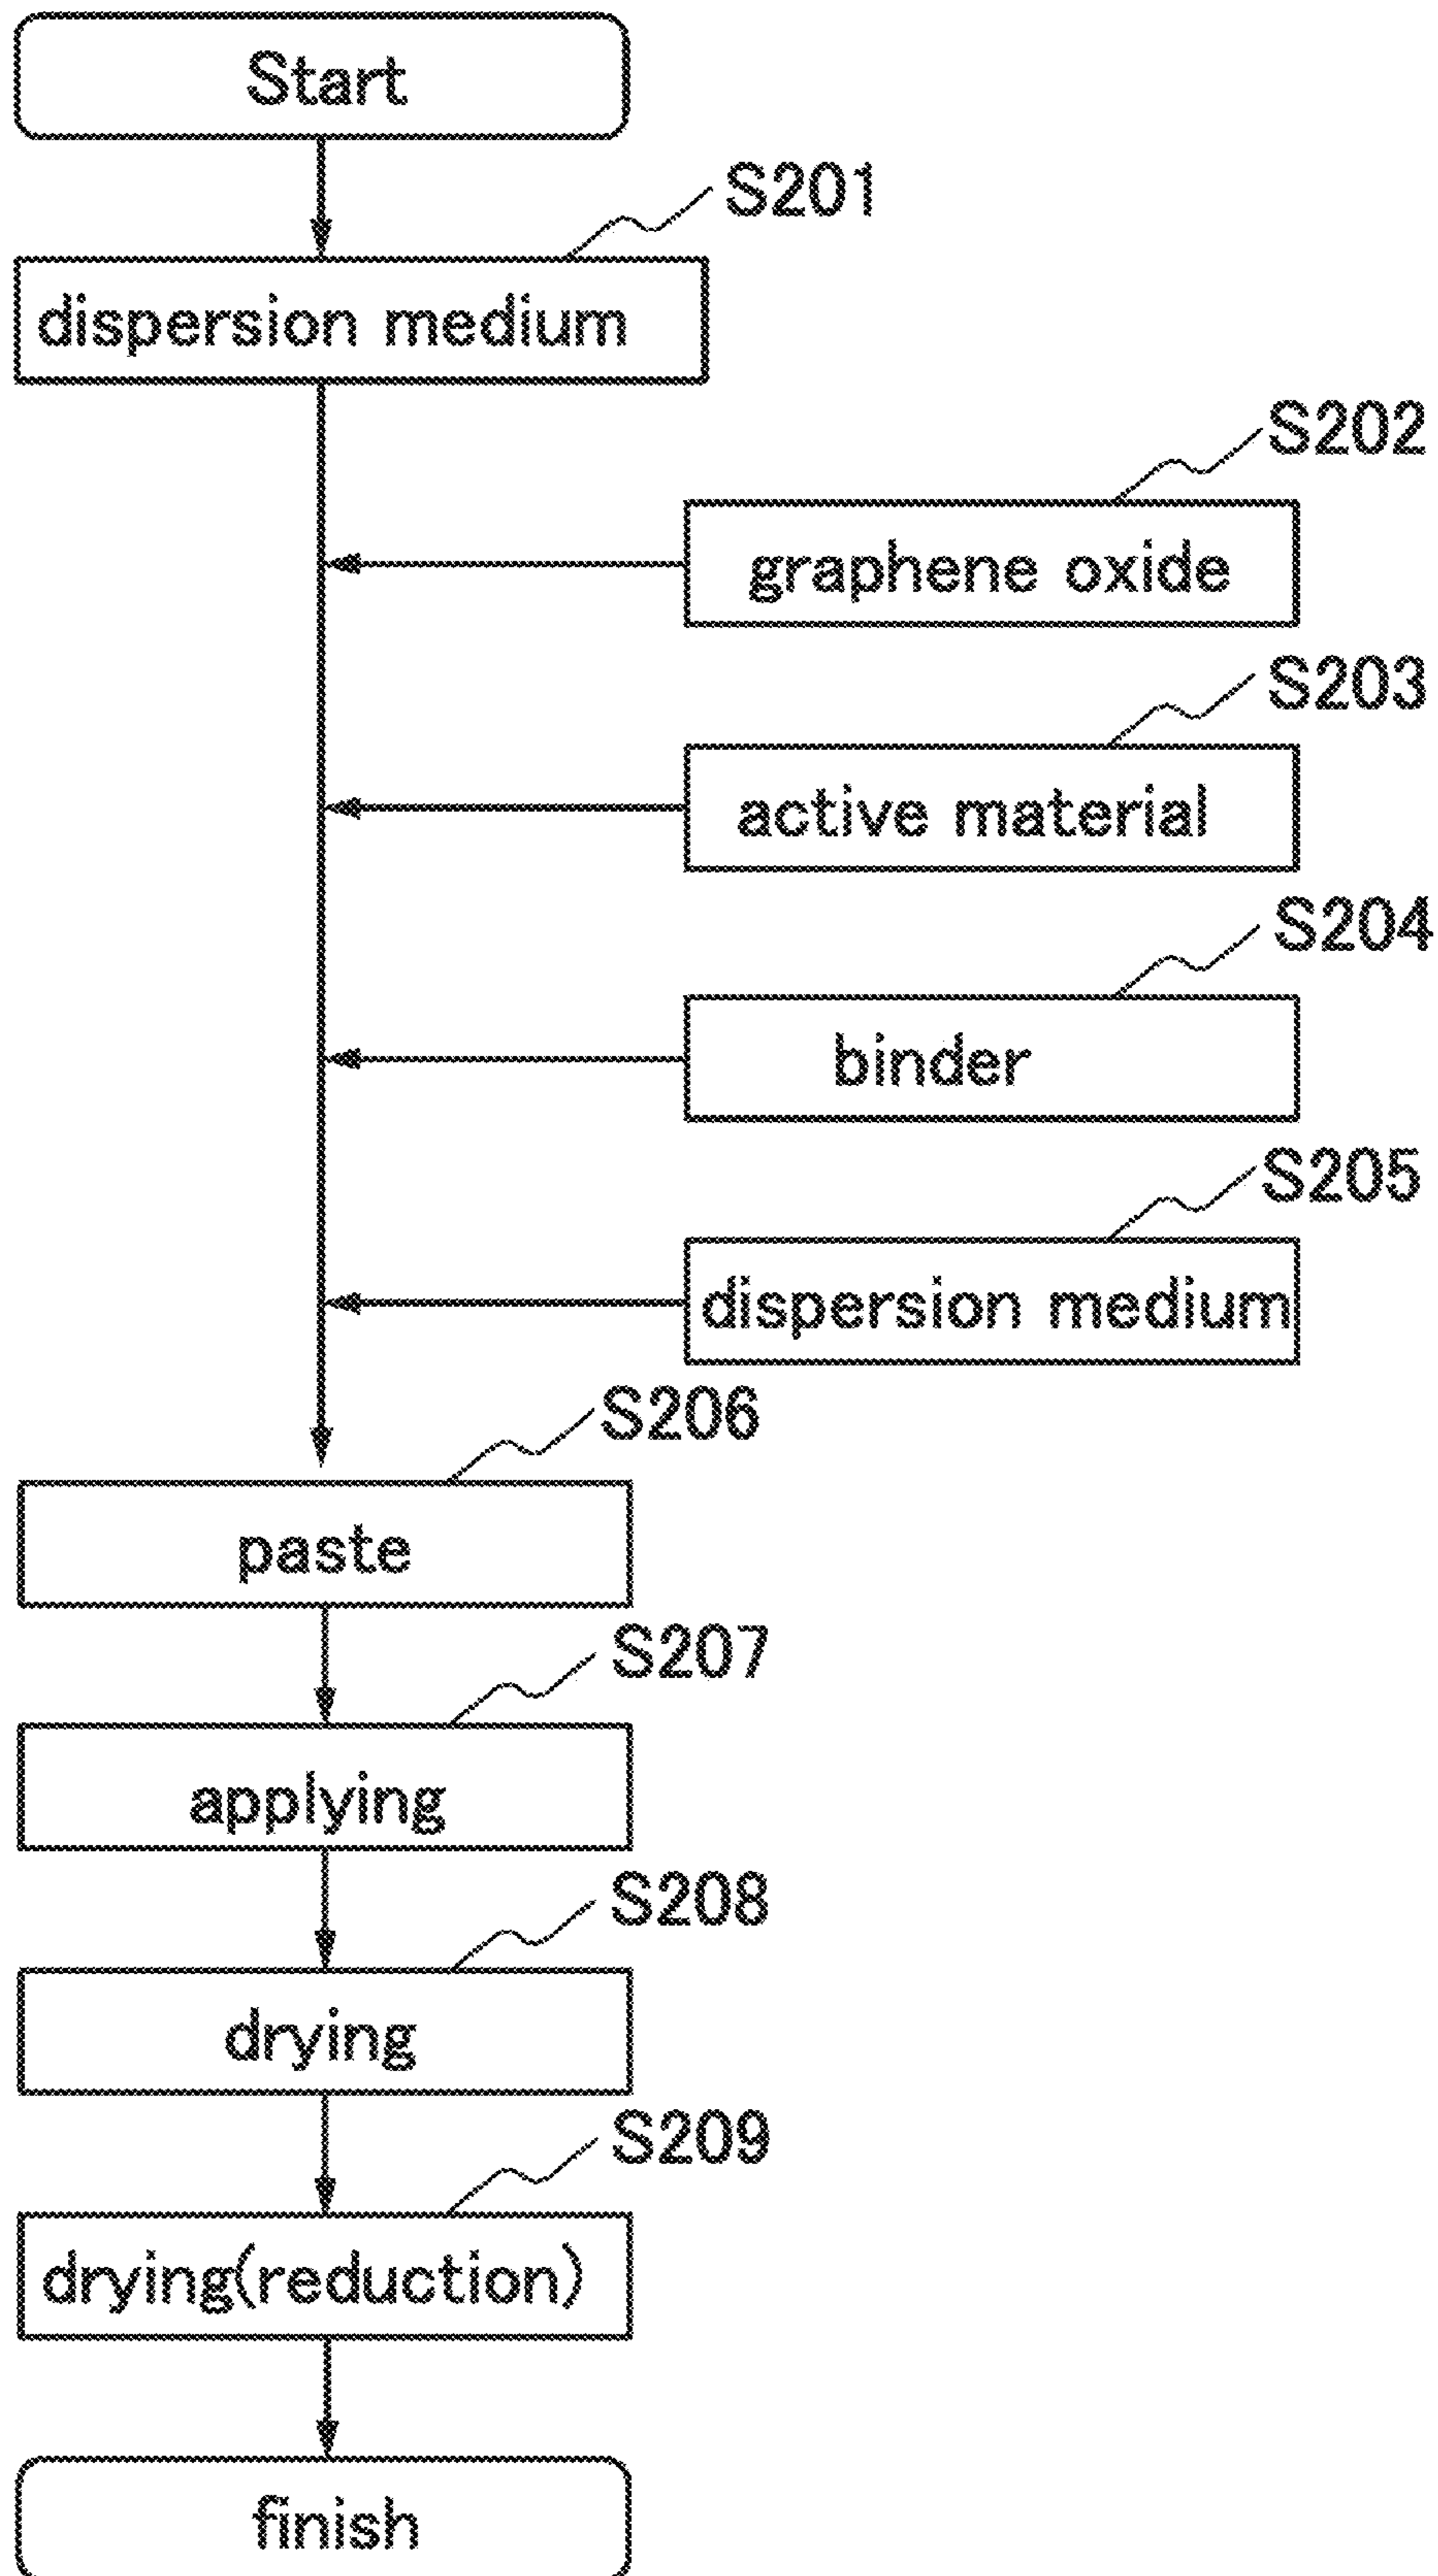 Start
S201
dispersion medium
S202
graphene oxide
S203
active material
S204
binder
S205
dispersion medium
S206
paste
S207
applying
S208
drying
S209
drying(reduction)
finish